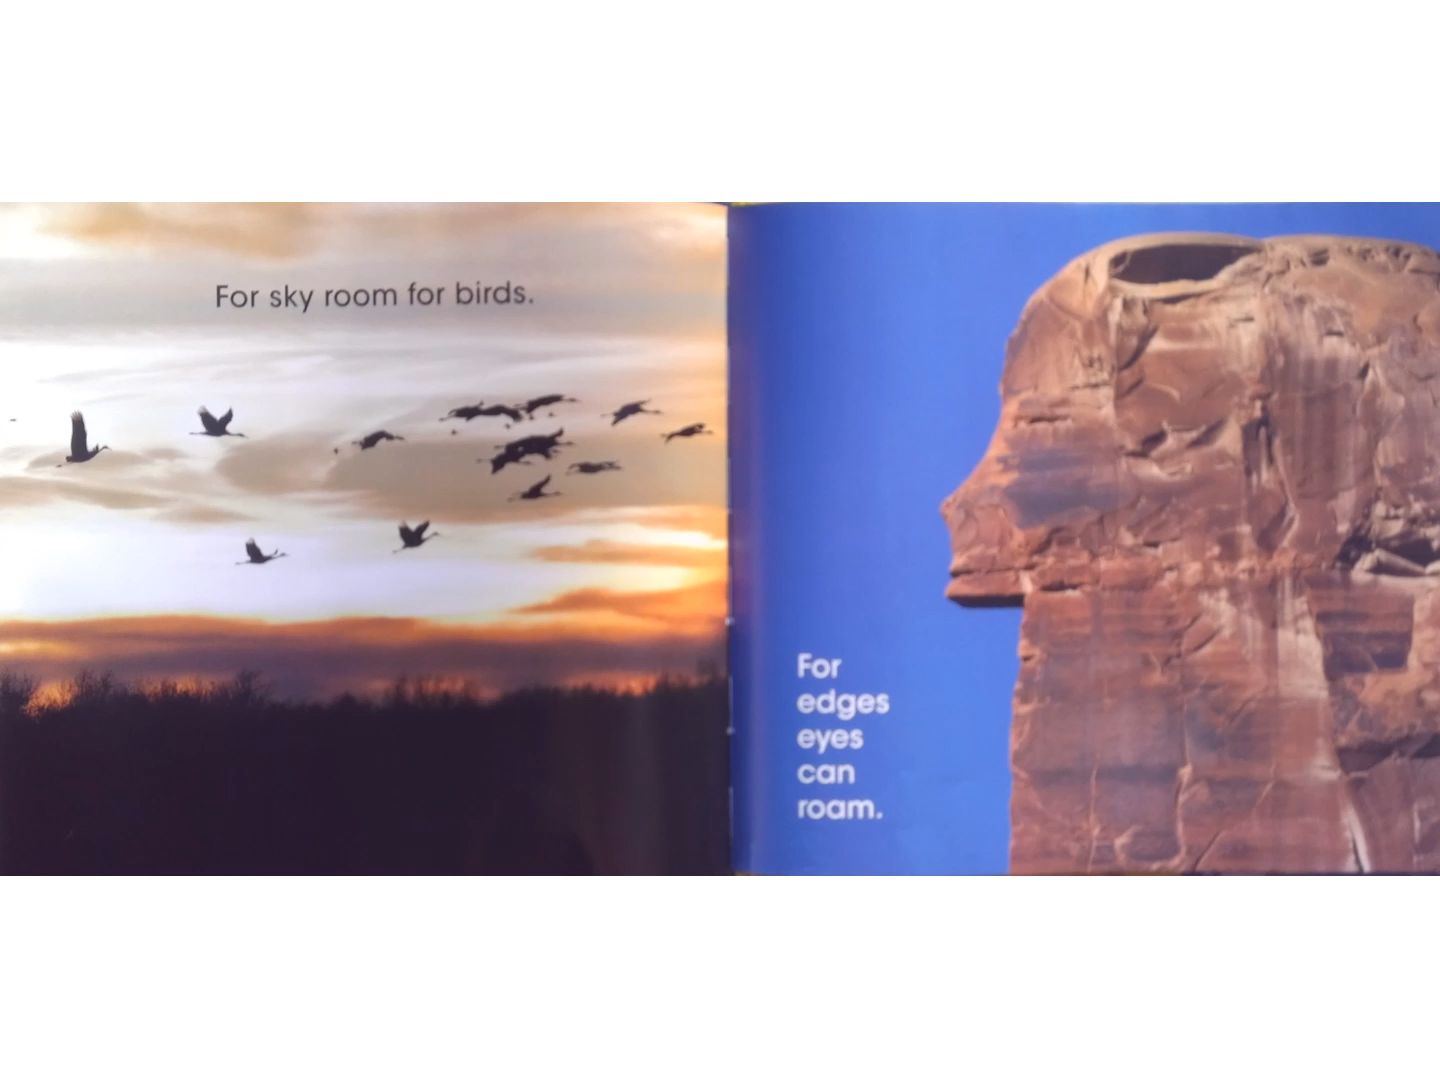 For sky room for birds.
For
edges
eyes
can
roam.